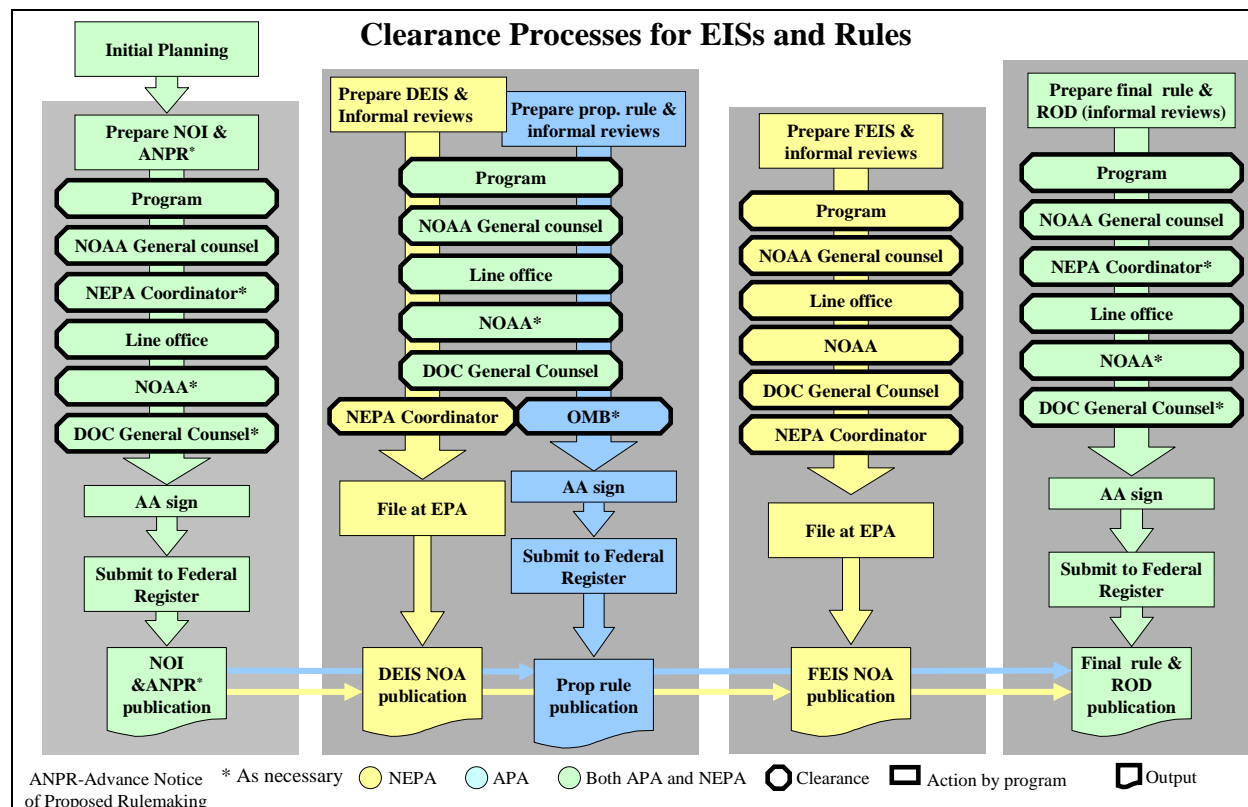 Clearance Processes for EISs and Rules
Initial Planning
Prepare NOI &
ANPR*
Program
NOAA General counsel
NEPA Coordinator*
Line office
NOAA*
DOC General Counsel*
AA sign
Submit to Federal
Register
NOI
&ANPR*
publication
Prepare DEIS &
Informal reviews
Prepare prop. rule &
informal reviews
Program
NOAA General counsel
Line office
NOAA*
DOC General Counsel
NEPA Coordinator
OMB*
File at EPA
AA sign
Submit to Federal
Register
DEIS NOA
publication
Prop rule
publication
Prepare FEIS &
informal reviews
Program
NOAA General counsel
Line office
NOAA
DOC General Counsel
NEPA Coordinator
File at EPA
FEIS NOA
publication
Prepare final rule &
ROD (informal reviews)
Program
NOAA General counsel
NEPA Coordinator*
Line office
NOAA*
DOC General Counsel*
AA sign
Submit to Federal
Register
Final rule &
ROD
publication
ANPR-Advance Notice
of Proposed Rulemaking
* As necessary
NEPA
APA
Both APA and NEPA
Clearance
Action by program
Output